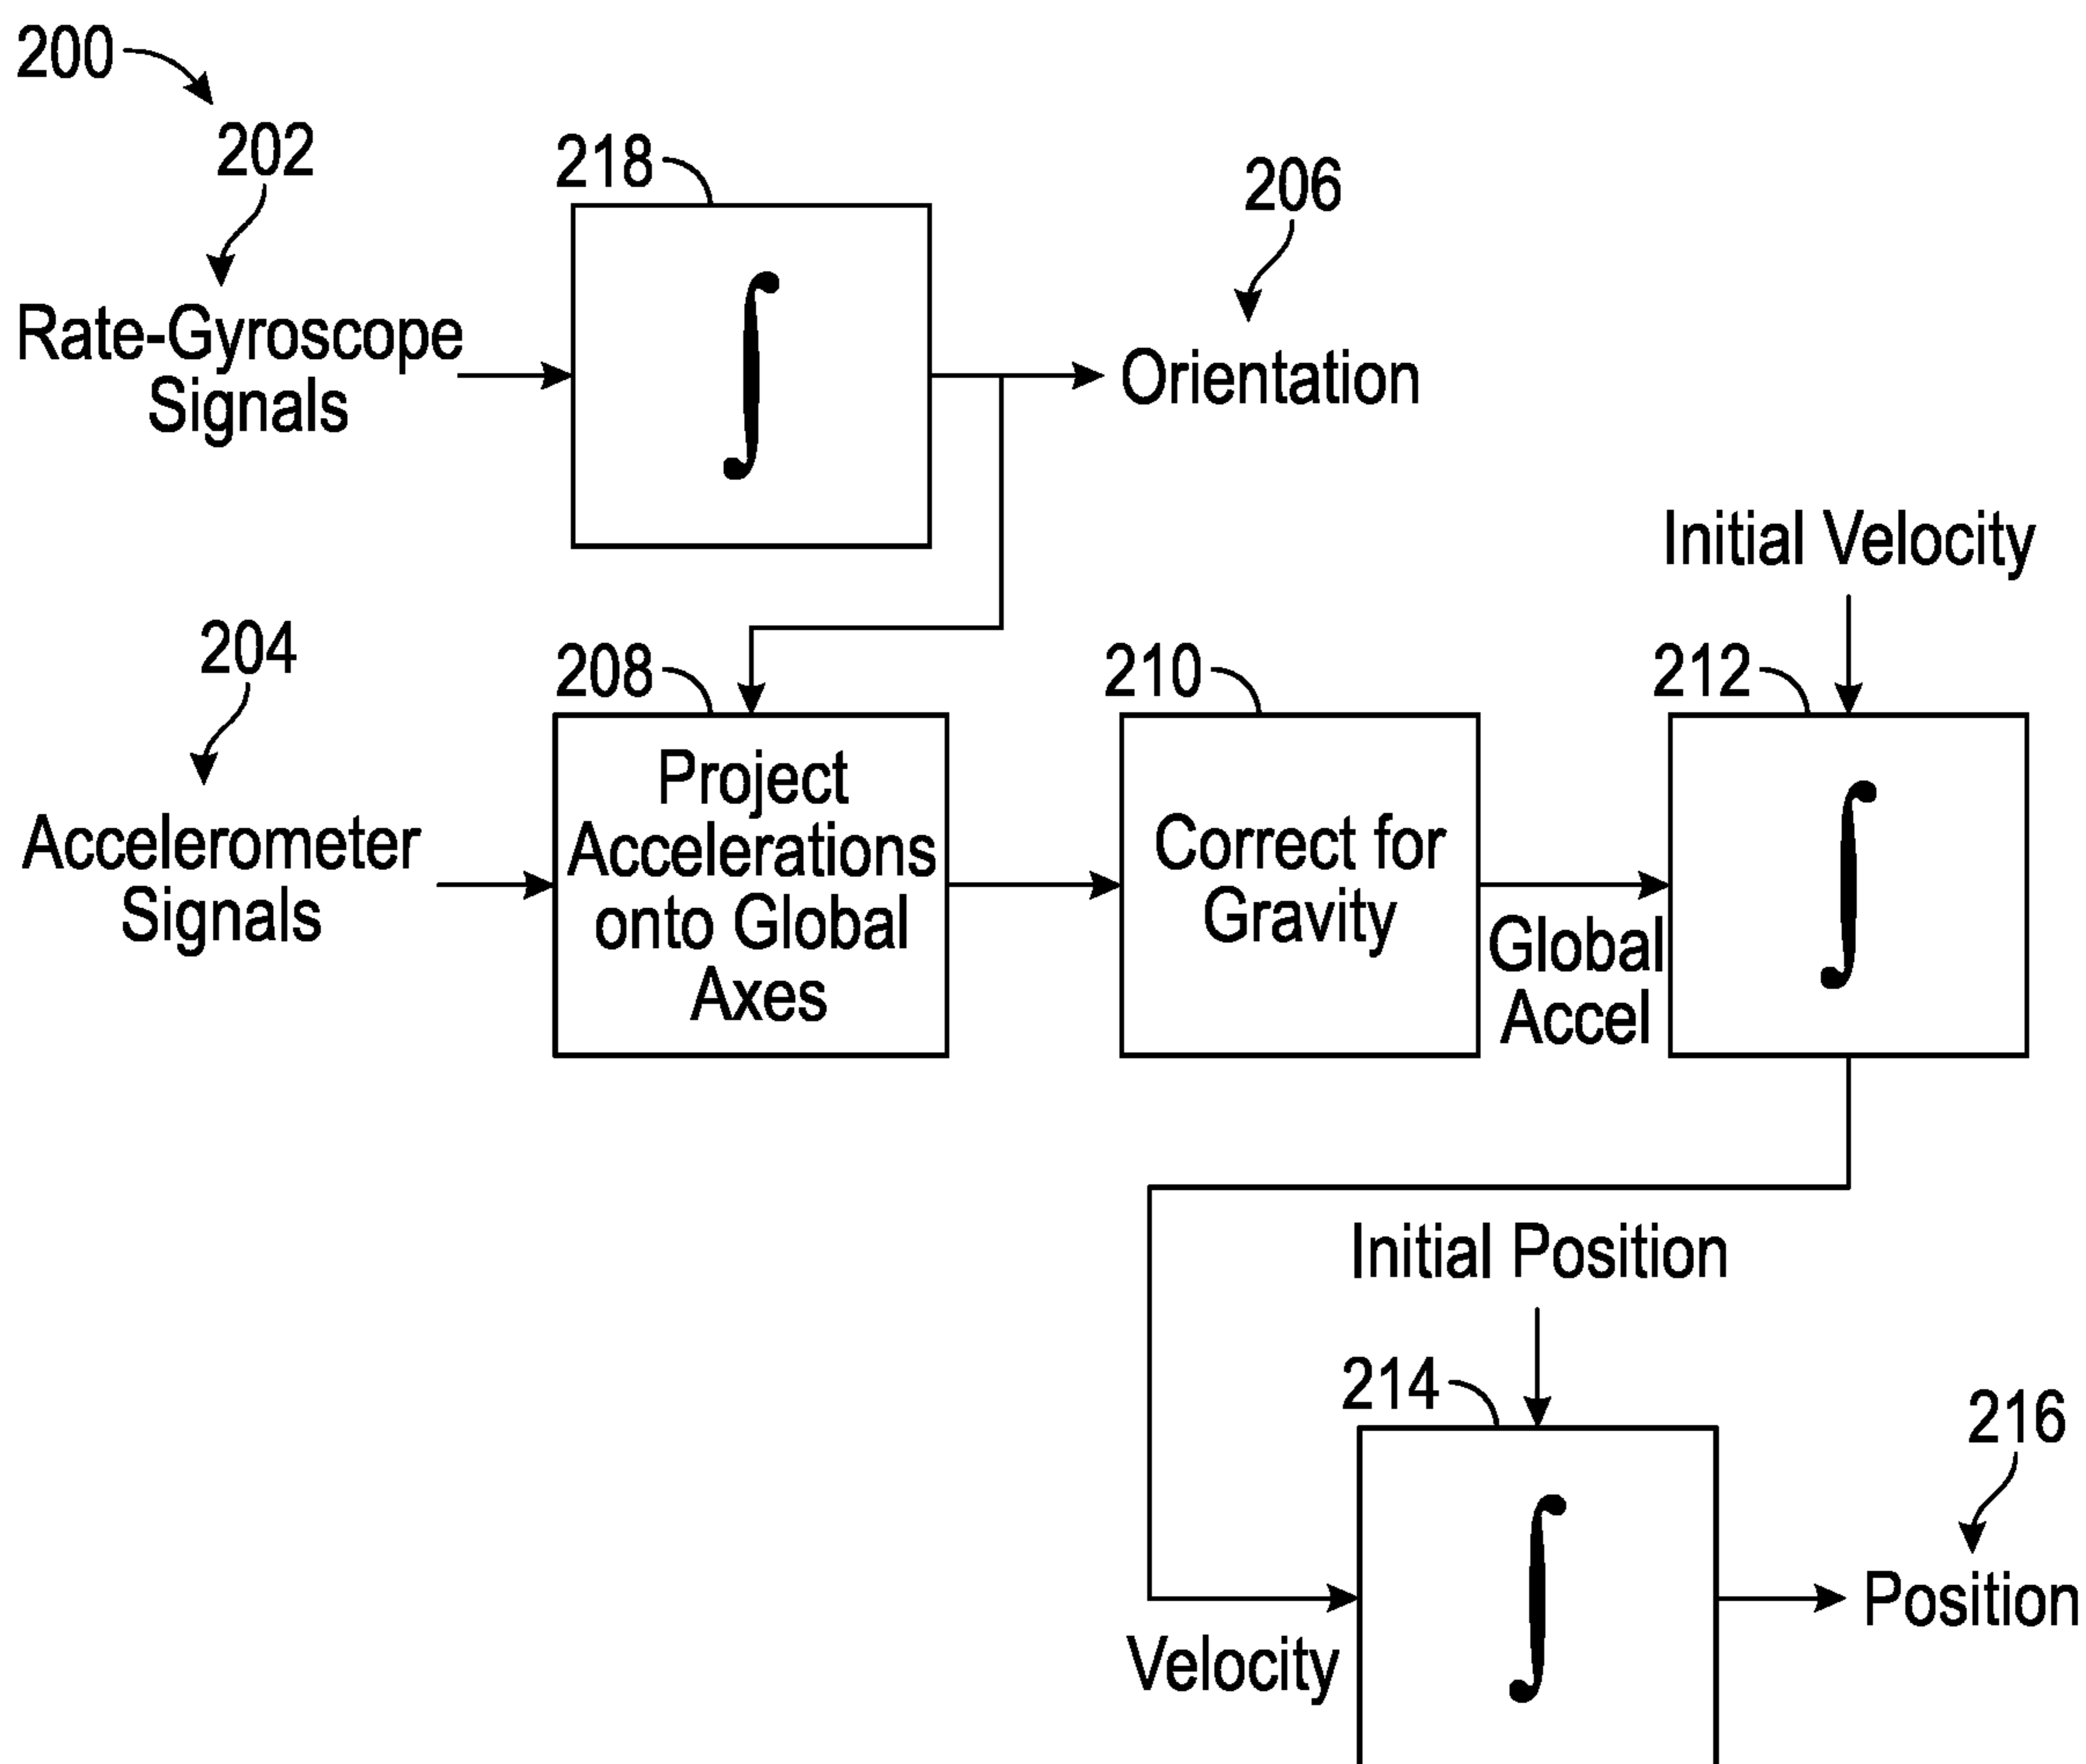 200
202
218
206
Rate-Gyroscope
Signals
∫
Orientation
Initial Velocity
204
208
210
212
Accelerometer
Signals
Project
Accelerations
onto Global
Axes
Correct for
Gravity
Global
Accel
∫
Initial Position
214
216
Velocity
∫
Position